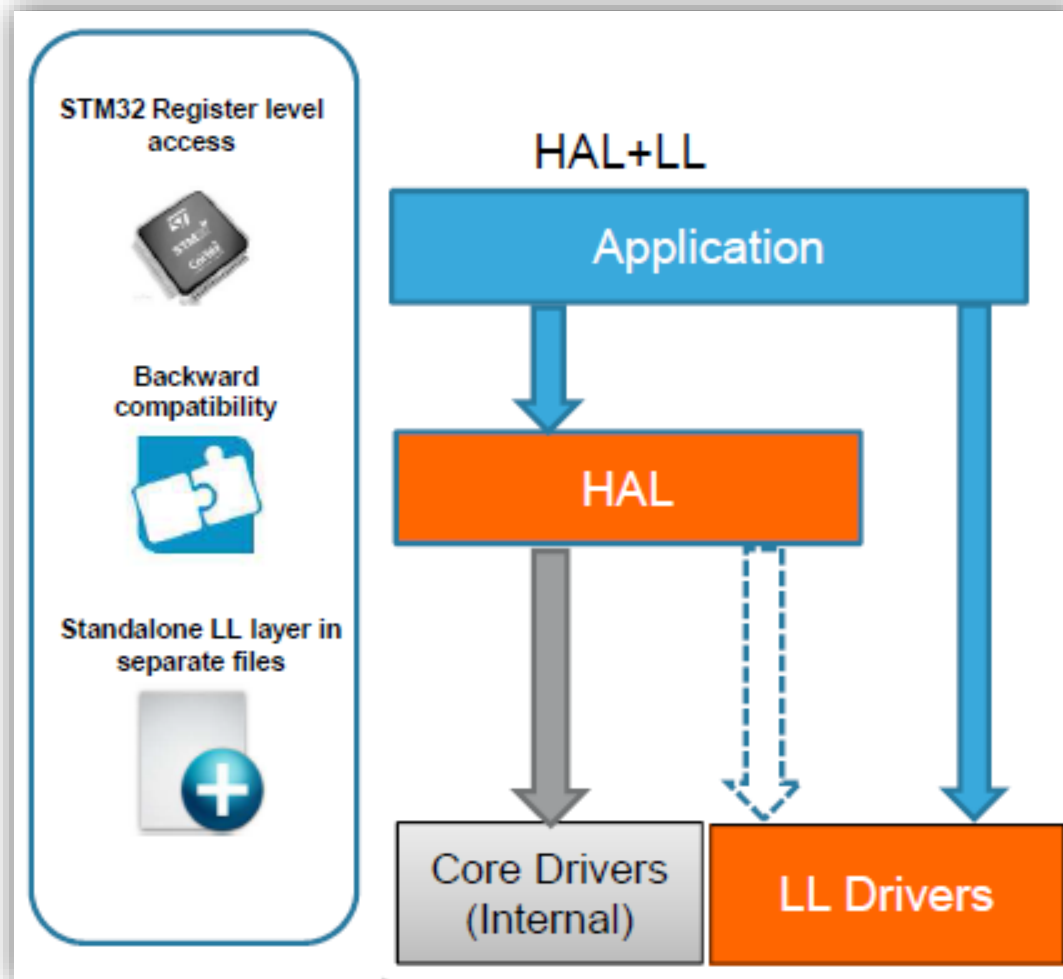 STM32 Register level
access
STM32
Backward
compatibility
Standalone LL layer in
separate files
HAL+LL
Application
HAL
Core Drivers
(Internal)
LL Drivers